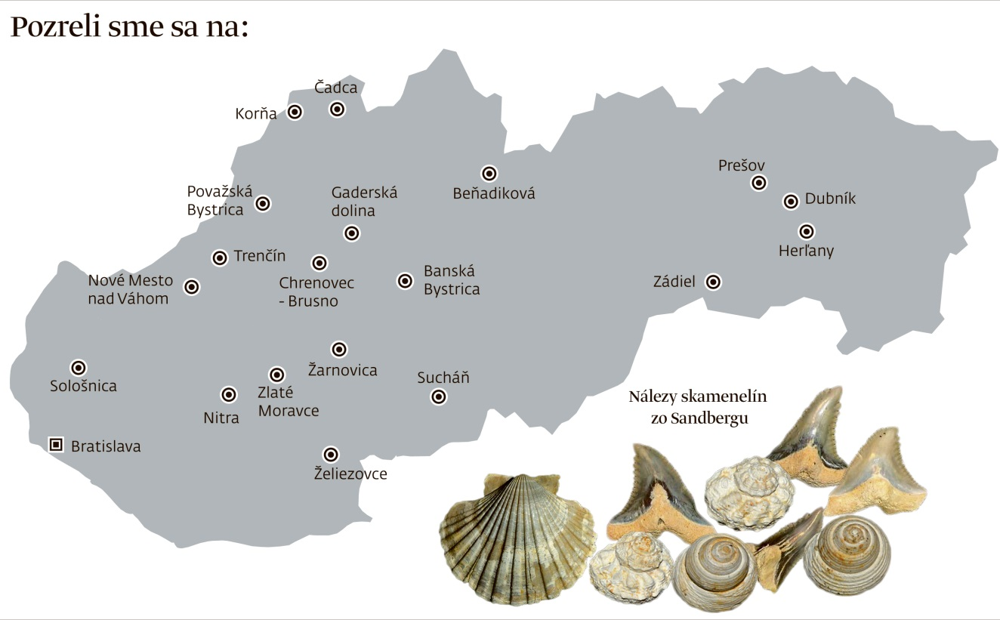 Pozreli sme sa na:
Čadca
Korňa
Prešov
Považská
Bystrica
Gaderská
dolina
Beňadiková
Dubník
Herľany
Trenčín
Nové Mesto
nad Váhom
Chrenovec
- Brusno
Banská
Bystrica
Zádiel
Sološnica
Žarnovica
Sucháň
Zlaté
Moravce
Nitra
Bratislava
Želiezovce
Nálezy skamenelín
zo Sandbergu